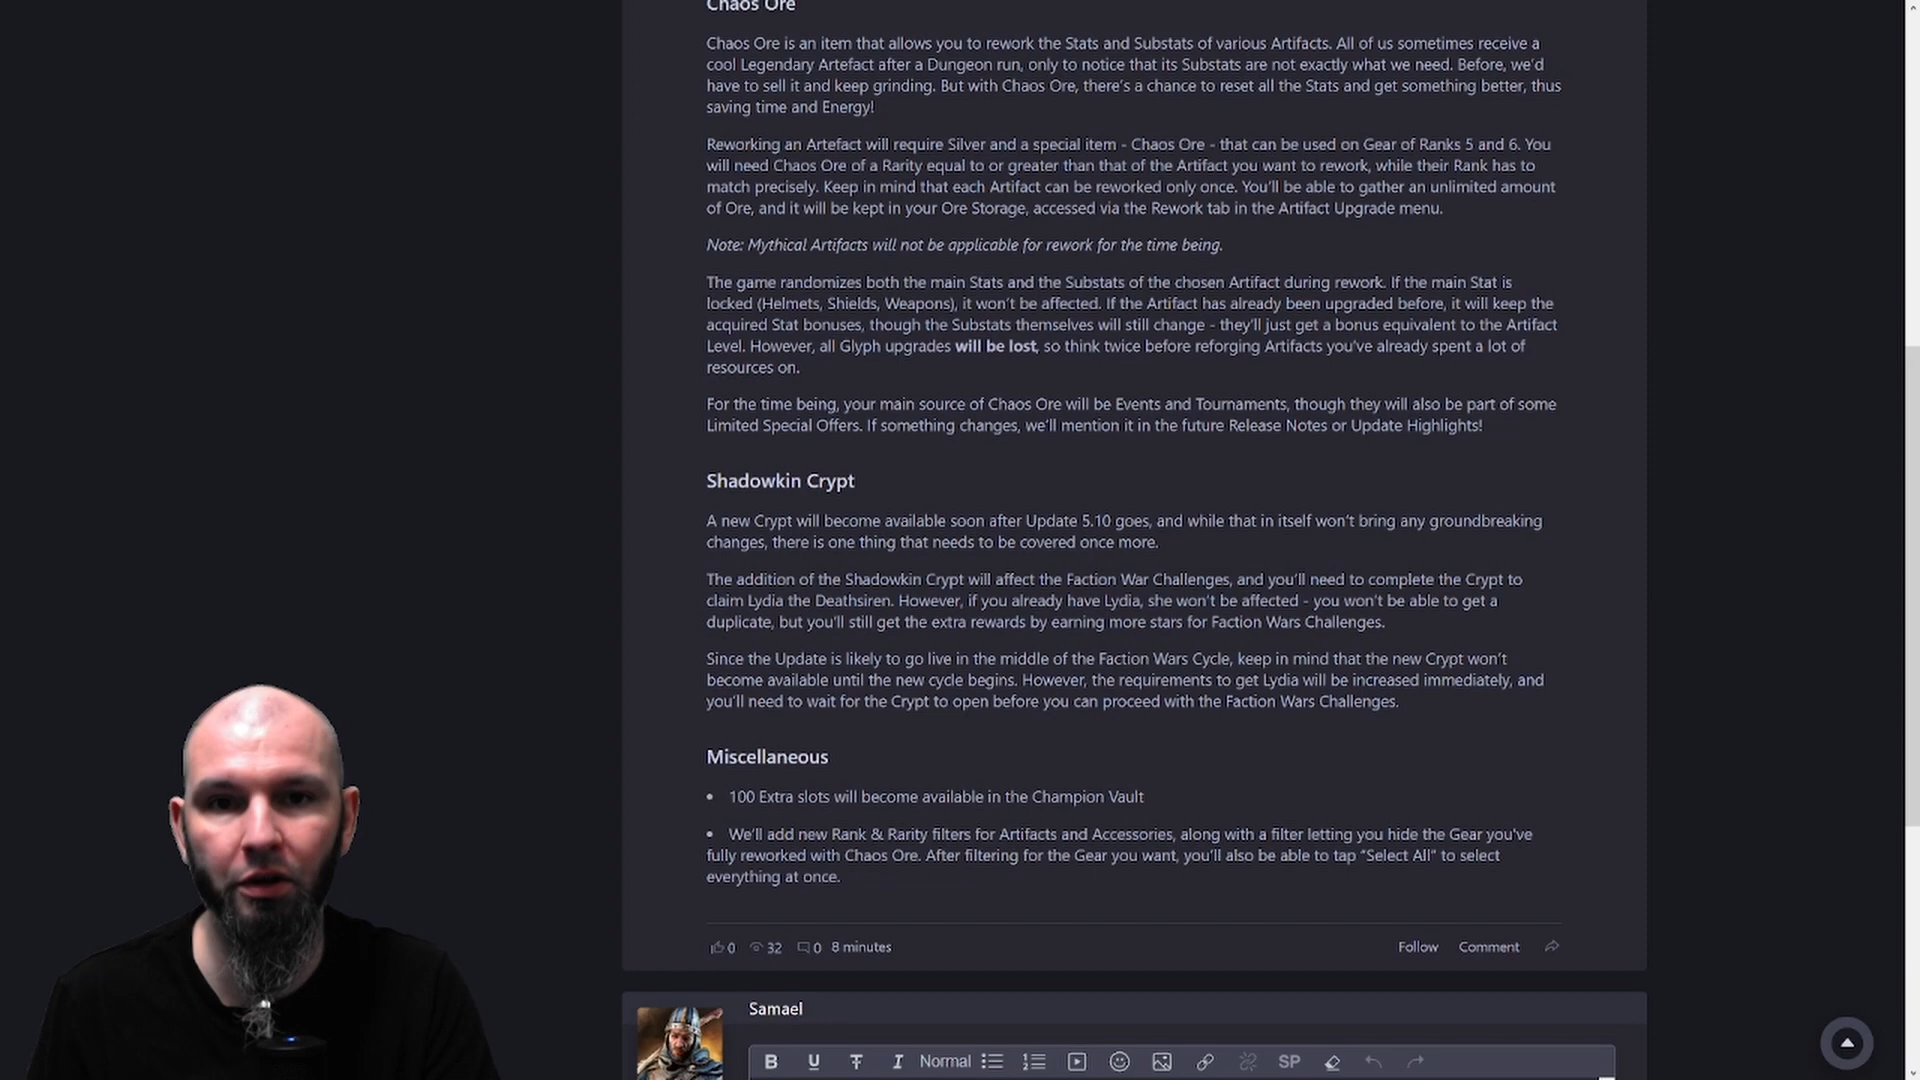 Chaos Ore
Chaos Ore is an item that allows you to rework the Stats and Substats of various Artifacts. All of us sometimes receive a
cool Legendary Artefact after a Dungeon run, only to notice that its Substats are not exactly what we need. Before, we'd
have to sell it and keep grinding. But with Chaos Ore, there's a chance to reset all the Stats and get something better, thus
saving time and Energy!
Reworking an Artefact will require Silver and a special item - Chaos Ore - that can be used on Gear of Ranks 5 and 6. You
will need Chaos Ore of a Rarity equal to or greater than that of the Artifact you want to rework, while their Rank has to
match precisely. Keep in mind that each Artifact can be reworked only once. You'll be able to gather an unlimited amount
of Ore, and it will be kept in your Ore Storage, accessed via the Rework tab in the Artifact Upgrade menu.
Note: Mythical Artifacts will not be applicable for rework for the time being.
The game randomizes both the main Stats and the Substats of the chosen Artifact during rework. If the main Stat is
locked (Helmets, Shields, Weapons), it won't be affected. If the Artifact has already been upgraded before, it will keep the
acquired Stat bonuses, though the Substats themselves will still change - they'll just get a bonus equivalent to the Artifact
Level. However, all Glyph upgrades will be lost, so think twice before reforging Artifacts you've already spent a lot of
resources on.
For the time being, your main source of Chaos Ore will be Events and Tournaments, though they will also be part of some
Limited Special Offers. If something changes, we'll mention it in the future Release Notes or Update Highlights!
Shadowkin Crypt
A new Crypt will become available soon after Update 5.10 goes, and while that in itself won't bring any groundbreaking
changes, there is one thing that needs to be covered once more.
The addition of the Shadowkin Crypt will affect the Faction War Challenges, and you'll need to complete the Crypt to
claim Lydia the Deathsiren. However, if you already have Lydia, she won't be affected - you won't be able to get a
duplicate, but you'll still get the extra rewards by earning more stars for Faction Wars Challenges.
Since the Update is likely to go live in the middle of the Faction Wars Cycle, keep in mind that the new Crypt won't
become available until the new cycle begins. However, the requirements to get Lydia will be increased immediately, and
you'll need to wait for the Crypt to open before you can proceed with the Faction Wars Challenges.
Miscellaneous
• 100 Extra slots will become available in the Champion Vault
• We'll add new Rank & Rarity filters for Artifacts and Accessories, along with a filter letting you hide the Gear you've
fully reworked with Chaos Ore. After filtering for the Gear you want, you'll also be able to tap "Select All" to select
everything at once.
0 32 0 8 minutes Follow Comment
Samael
B U T I Normal SP